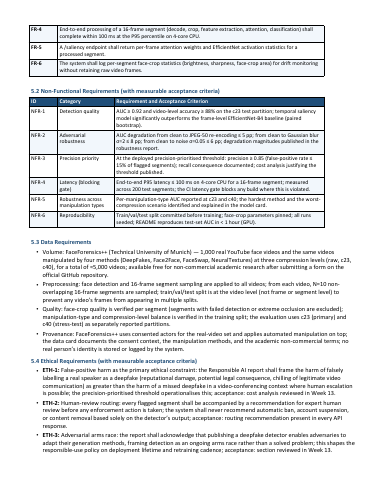 FR-4 End-to-end processing of a 16-frame segment (decode, crop, feature extraction, attention, classification) shall
complete within 100 ms at the P95 percentile on 4-core CPU.
FR-5 A /saliency endpoint shall return per-frame attention weights and EfficientNet activation statistics for a
processed segment.
FR-6 The system shall log per-segment face-crop statistics (brightness, sharpness, face-crop area) for drift monitoring
without retaining raw video frames.
5.2 Non-Functional Requirements (with measurable acceptance criteria)
ID Category Requirement and Acceptance Criterion
NFR-1 Detection quality AUC ≥ 0.92 and video-level accuracy ≥ 88% on the c23 test partition; temporal saliency
model significantly outperforms the frame-level EfficientNet-B4 baseline (paired
bootstrap).
NFR-2 Adversarial robustness AUC degradation from clean to JPEG-50 re-encoding ≤ 5 pp; from clean to Gaussian blur
σ=2 ≤ 8 pp; from clean to noise σ=0.05 ≤ 6 pp; degradation magnitudes published in the
robustness report.
NFR-3 Precision priority At the deployed precision-prioritised threshold: precision ≥ 0.85 (false-positive rate ≤
15% of flagged segments); recall consequence documented; cost analysis justifying the
threshold published.
NFR-4 Latency (blocking gate) End-to-end P95 latency ≤ 100 ms on 4-core CPU for a 16-frame segment; measured
across 200 test segments; the CI latency gate blocks any build where this is violated.
NFR-5 Robustness across manipulation types Per-manipulation-type AUC reported at c23 and c40; the hardest method and the worst-
compression scenario identified and explained in the model card.
NFR-6 Reproducibility Train/val/test split committed before training; face-crop parameters pinned; all runs
seeded; README reproduces test-set AUC in < 1 hour (GPU).
5.3 Data Requirements
• Volume: FaceForensics++ (Technical University of Munich) — 1,000 real YouTube face videos and the same videos
manipulated by four methods (DeepFakes, Face2Face, FaceSwap, NeuralTextures) at three compression levels (raw, c23,
c40), for a total of ≈5,000 videos; available free for non-commercial academic research after submitting a form on the
official GitHub repository.
• Preprocessing: face detection and 16-frame segment sampling are applied to all videos; from each video, N=10 non-
overlapping 16-frame segments are sampled; train/val/test split is at the video level (not frame or segment level) to
prevent any video's frames from appearing in multiple splits.
• Quality: face-crop quality is verified per segment (segments with failed detection or extreme occlusion are excluded);
manipulation-type and compression-level balance is verified in the training split; the evaluation uses c23 (primary) and
c40 (stress-test) as separately reported partitions.
• Provenance: FaceForensics++ uses consented actors for the real-video set and applies automated manipulation on top;
the data card documents the consent context, the manipulation methods, and the academic non-commercial terms; no
real person's identity is stored or logged by the system.
5.4 Ethical Requirements (with measurable acceptance criteria)
• ETH-1: False-positive harm as the primary ethical constraint: the Responsible AI report shall frame the harm of falsely
labelling a real speaker as a deepfake (reputational damage, potential legal consequence, chilling of legitimate video
communication) as greater than the harm of a missed deepfake in a video-conferencing context where human escalation
is possible; the precision-prioritised threshold operationalises this; acceptance: cost analysis reviewed in Week 13.
• ETH-2: Human-review routing: every flagged segment shall be accompanied by a recommendation for expert human
review before any enforcement action is taken; the system shall never recommend automatic ban, account suspension,
or content removal based solely on the detector's output; acceptance: routing recommendation present in every API
response.
• ETH-3: Adversarial arms race: the report shall acknowledge that publishing a deepfake detector enables adversaries to
adapt their generation methods, framing detection as an ongoing arms race rather than a solved problem; this shapes the
responsible-use policy on deployment lifetime and retraining cadence; acceptance: section reviewed in Week 13.